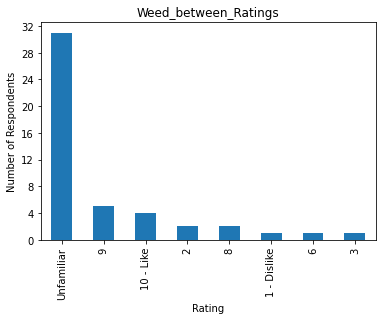 Weed_between_Ratings
Number of Respondents
32
28
24
20
16
12
8
4
0
Unfamiliar
9
10 - Like
2
8
1 - Dislike
6
3
Rating